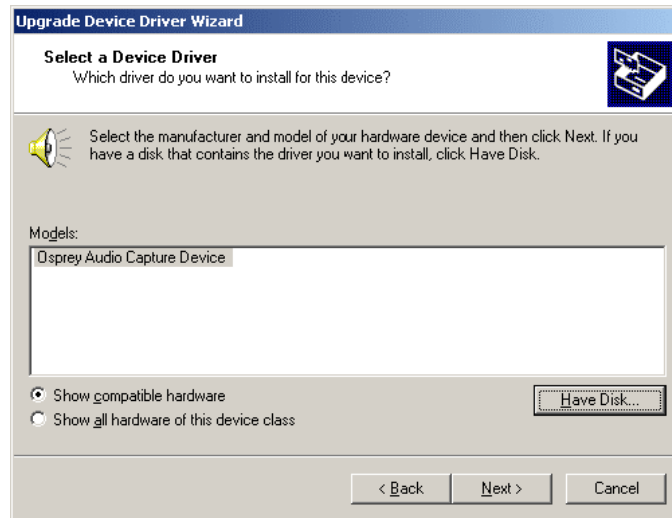 Upgrade Device Driver Wizard
Select a Device Driver
Which driver do you want to install for this device?
Select the manufacturer and model of your hardware device and then click Next. If you
have a disk that contains the driver you want to install, click Have Disk.
Models:
Osprey Audio Capture Device
Show compatible hardware
Show all hardware of this device class
Have Disk...
< Back
Next >
Cancel